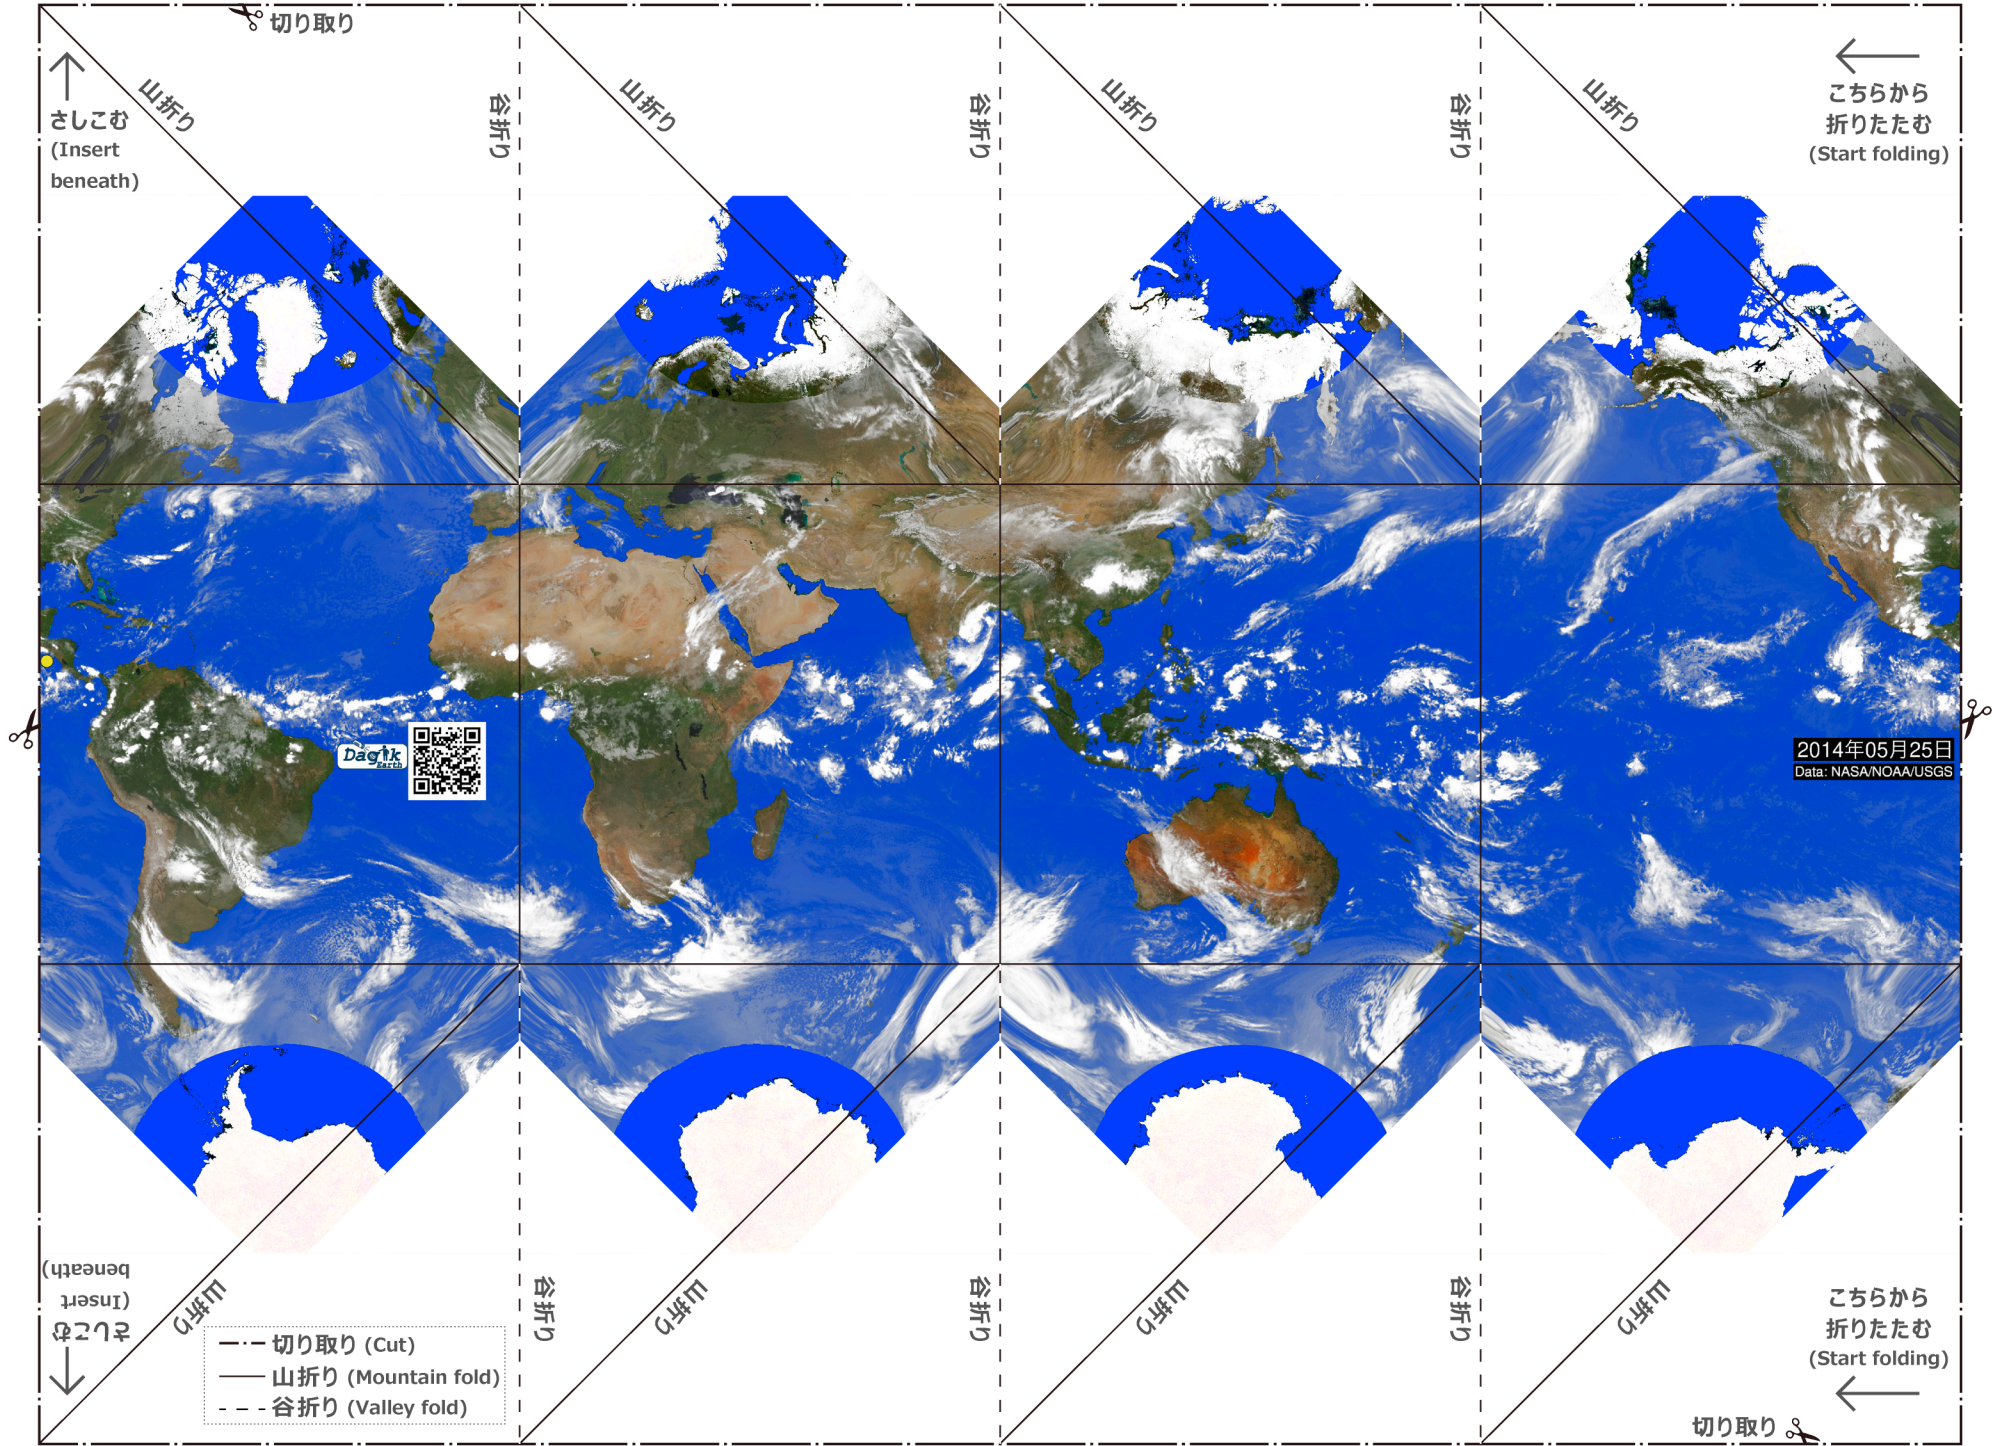 切り取り
さしこむ
(Insert
beneath)
山折り
谷折り
山折り
谷折り
山折り
谷折り
山折り
こちらから
折りたたむ
(Start folding)
Dagik
Earth
2014年05月25日
Data: NASA/NOAA/USGS
さしこむ
(Insert
beneath)
山折り
谷折り
山折り
谷折り
山折り
谷折り
山折り
こちらから
折りたたむ
(Start folding)
切り取り (Cut)
山折り (Mountain fold)
谷折り (Valley fold)
切り取り